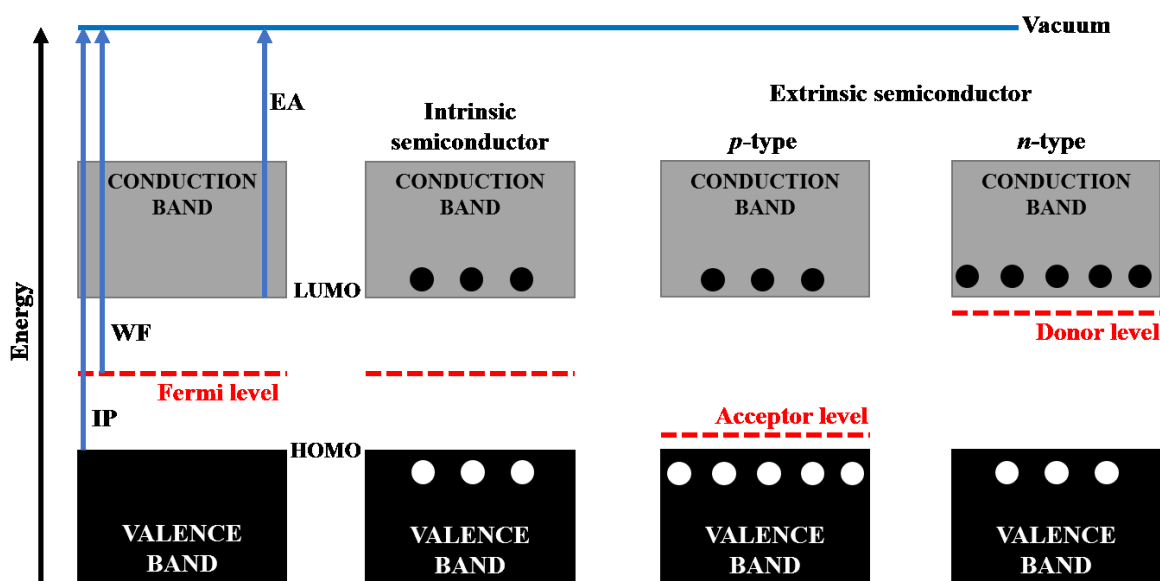 Vacuum
Energy
EA
WF
IP
Fermi level
CONDUCTION
BAND
LUMO
HOMO
VALENCE
BAND
Intrinsic
semiconductor
CONDUCTION
BAND
VALENCE
BAND
Extrinsic semiconductor
p-type
CONDUCTION
BAND
Acceptor level
VALENCE
BAND
n-type
CONDUCTION
BAND
Donor level
VALENCE
BAND